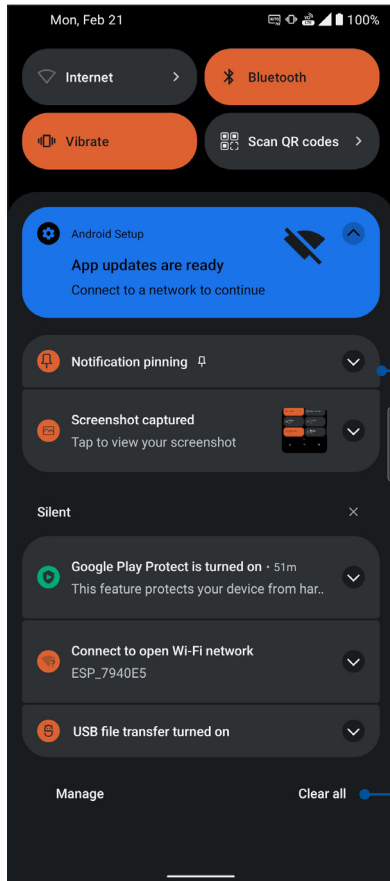 Mon, Feb 21
100%
Internet
Bluetooth
Vibrate
Scan QR codes
Android Setup
App updates are ready
Connect to a network to continue
Notification pinning
Screenshot captured
Tap to view your screenshot
Silent
Google Play Protect is turned on · 51m
This feature protects your device from har..
Connect to open Wi-Fi network
ESP_7940E5
USB file transfer turned on
Manage
Clear all